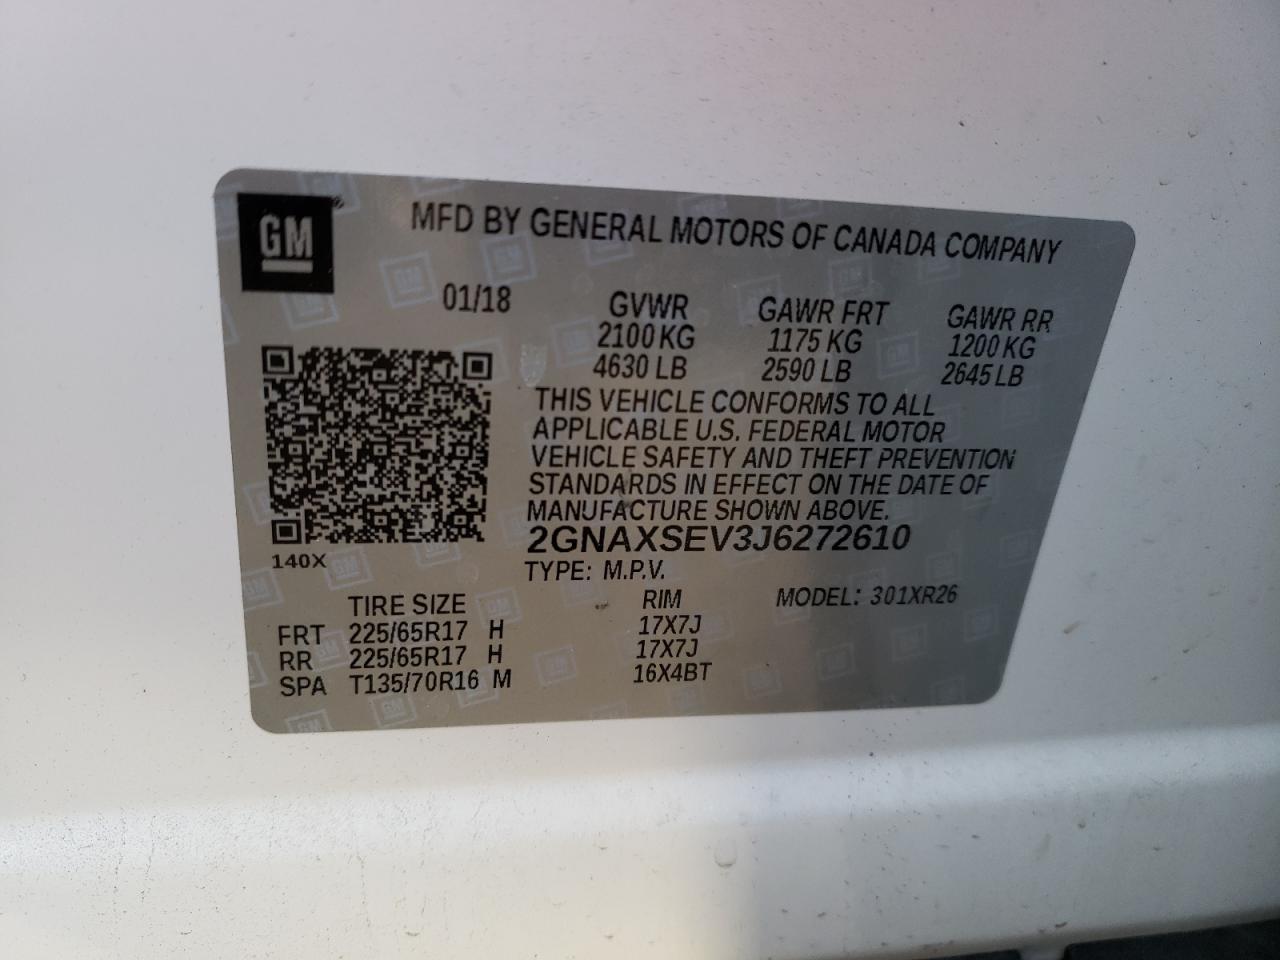 GM
MFD BY GENERAL MOTORS OF CANADA COMPANY
01/18 GVWR GAWR FRT GAWR RR
2100 KG 1175 KG 1200 KG
4630 LB 2590 LB 2645 LB
THIS VEHICLE CONFORMS TO ALL
APPLICABLE U.S. FEDERAL MOTOR
VEHICLE SAFETY AND THEFT PREVENTION
STANDARDS IN EFFECT ON THE DATE OF
MANUFACTURE SHOWN ABOVE.
2GNAXSEV3J6272610
140X
TYPE: M.P.V.
TIRE SIZE RIM MODEL: 301XR26
FRT 225/65R17 H 17X7J
RR 225/65R17 H 17X7J
SPA T135/70R16 M 16X4BT